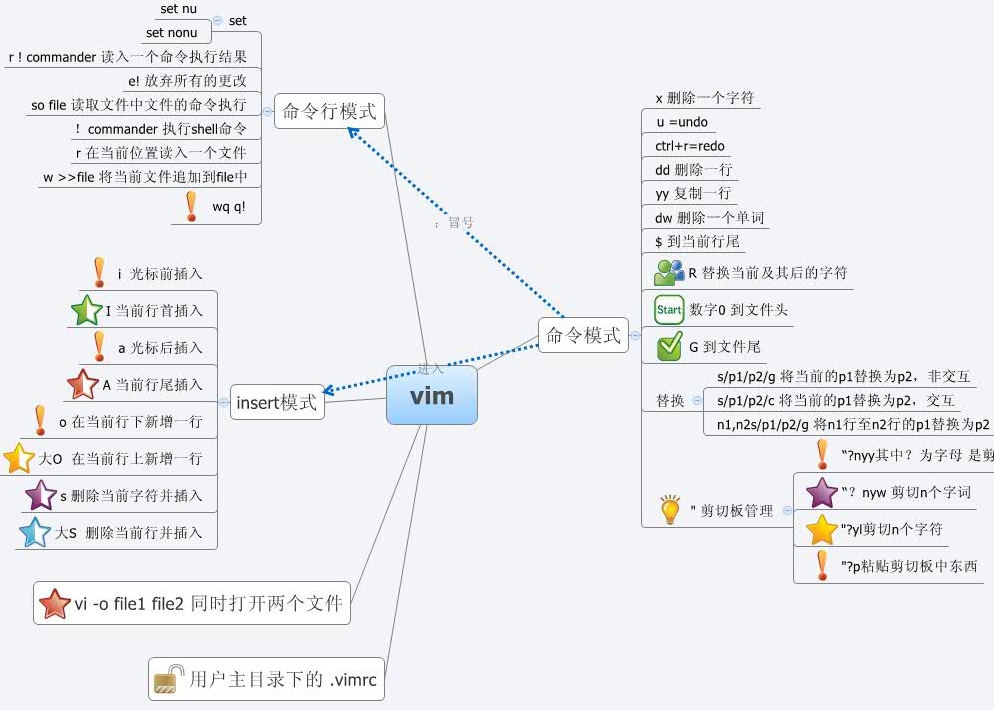 set nu
set
set nonu
r ! commander 读入一个命令执行结果
e! 放弃所有的更改
so file 读取文件中文件的命令执行
！ commander 执行shell命令
r 在当前位置读入一个文件
w >>file 将当前文件追加到file中
wq q!
命令行模式
：冒号
i 光标前插入
I 当前行首插入
a 光标后插入
A 当前行尾插入
o 在当前行下新增一行
大O 在当前行上新增一行
s 删除当前字符并插入
大S 删除当前行并插入
insert模式
进入
vim
vi -o file1 file2 同时打开两个文件
用户主目录下的 .vimrc
命令模式
x 删除一个字符
u =undo
ctrl+r=redo
dd 删除一行
yy 复制一行
dw 删除一个单词
$ 到当前行尾
R 替换当前及其后的字符
Start 数字0 到文件头
G 到文件尾
替换
s/p1/p2/g 将当前的p1替换为p2，非交互
s/p1/p2/c 将当前的p1替换为p2，交互
n1,n2s/p1/p2/g 将n1行至n2行的p1替换为p2
" 剪切板管理
“?nyy其中？为字母 是剪
“？nyw 剪切n个字词
"?yl剪切n个字符
"?p粘贴剪切板中东西